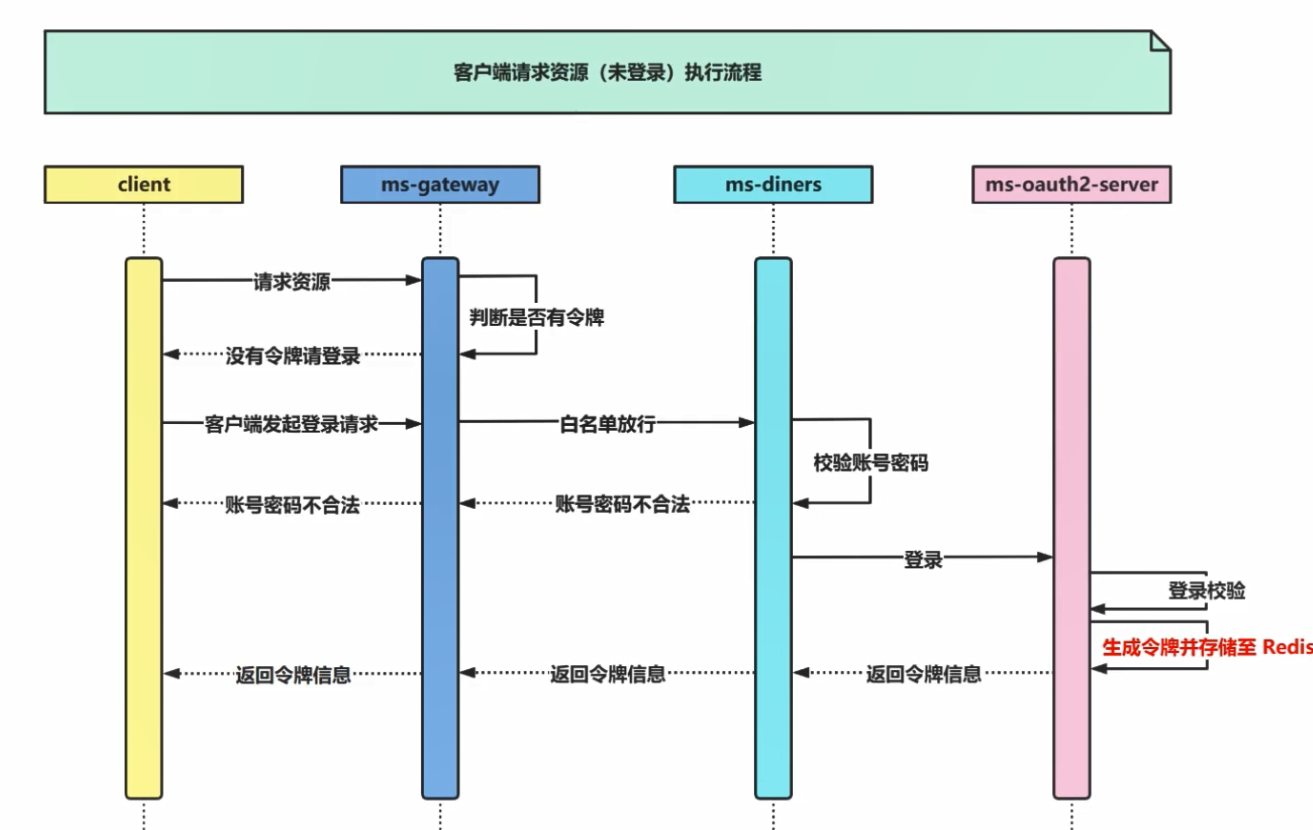 客户端请求资源（未登录）执行流程
client
ms-gateway
ms-diners
ms-oauth2-server
请求资源
判断是否有令牌
没有令牌请登录
客户端发起登录请求
白名单放行
校验账号密码
账号密码不合法
账号密码不合法
登录
登录校验
生成令牌并存储至 Redis
返回令牌信息
返回令牌信息
返回令牌信息